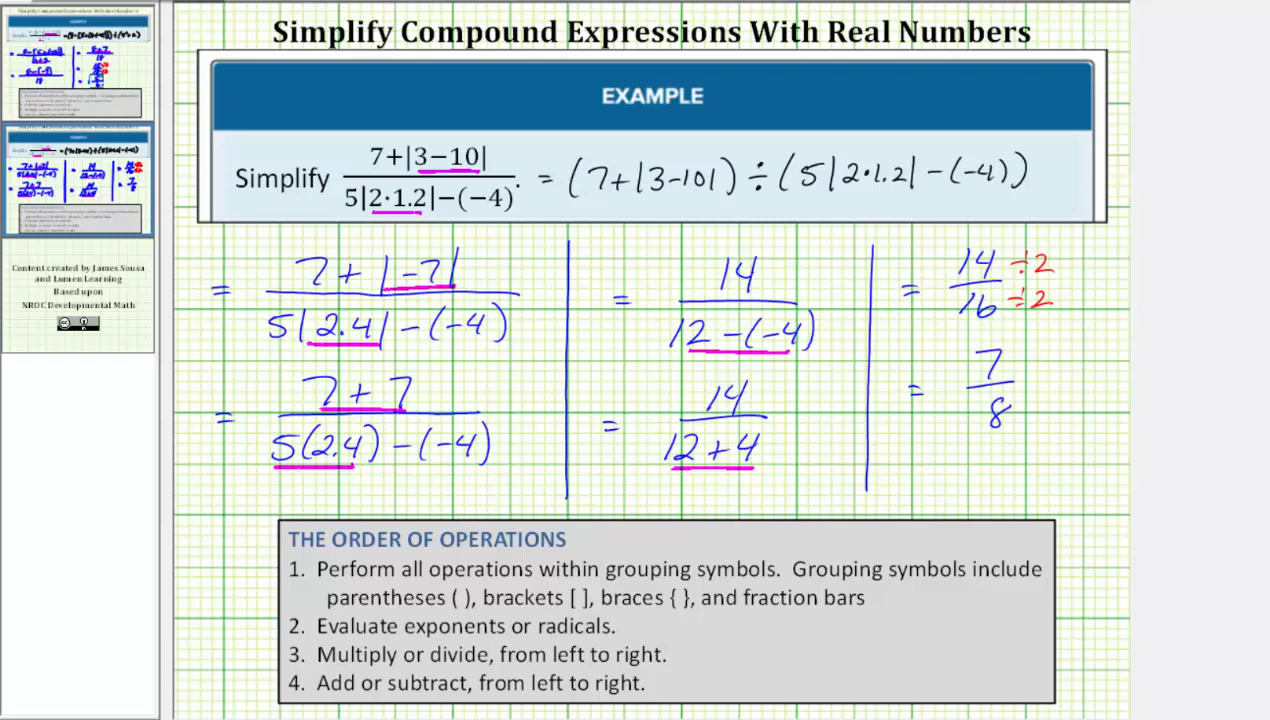 Simplify Compound Expressions With Real Numbers
EXAMPLE
Simplify (7+|3−10|)/(5|2·1.2|−(−4)). = (7+|3-10|) ÷ (5|2·1.2| - (-4))
= (7 + |-7|)/(5|2.4| - (-4))
= (7 + 7)/(5(2.4) - (-4))
= 14/(12 - (-4))
= 14/(12 + 4)
= 14 ÷2/16 ÷2
= 7/8
THE ORDER OF OPERATIONS
1. Perform all operations within grouping symbols. Grouping symbols include
parentheses ( ), brackets [ ], braces { }, and fraction bars
2. Evaluate exponents or radicals.
3. Multiply or divide, from left to right.
4. Add or subtract, from left to right.
Content created by James Sousa
and Lumen Learning
Based upon
NROC Developmental Math